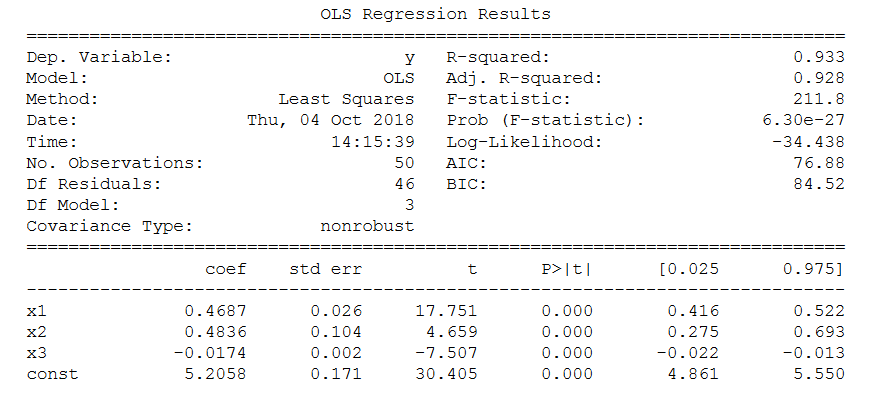 OLS Regression Results
==============================================================================
Dep. Variable:                      y   R-squared:                       0.933
Model:                            OLS   Adj. R-squared:                  0.928
Method:                 Least Squares   F-statistic:                     211.8
Date:                Thu, 04 Oct 2018   Prob (F-statistic):           6.30e-27
Time:                        14:15:39   Log-Likelihood:                -34.438
No. Observations:                  50   AIC:                             76.88
Df Residuals:                      46   BIC:                             84.52
Df Model:                           3
Covariance Type:            nonrobust
==============================================================================
                 coef    std err          t      P>|t|      [0.025      0.975]
------------------------------------------------------------------------------
x1             0.4687      0.026     17.751      0.000       0.416       0.522
x2             0.4836      0.104      4.659      0.000       0.275       0.693
x3            -0.0174      0.002     -7.507      0.000      -0.022      -0.013
const          5.2058      0.171     30.405      0.000       4.861       5.550